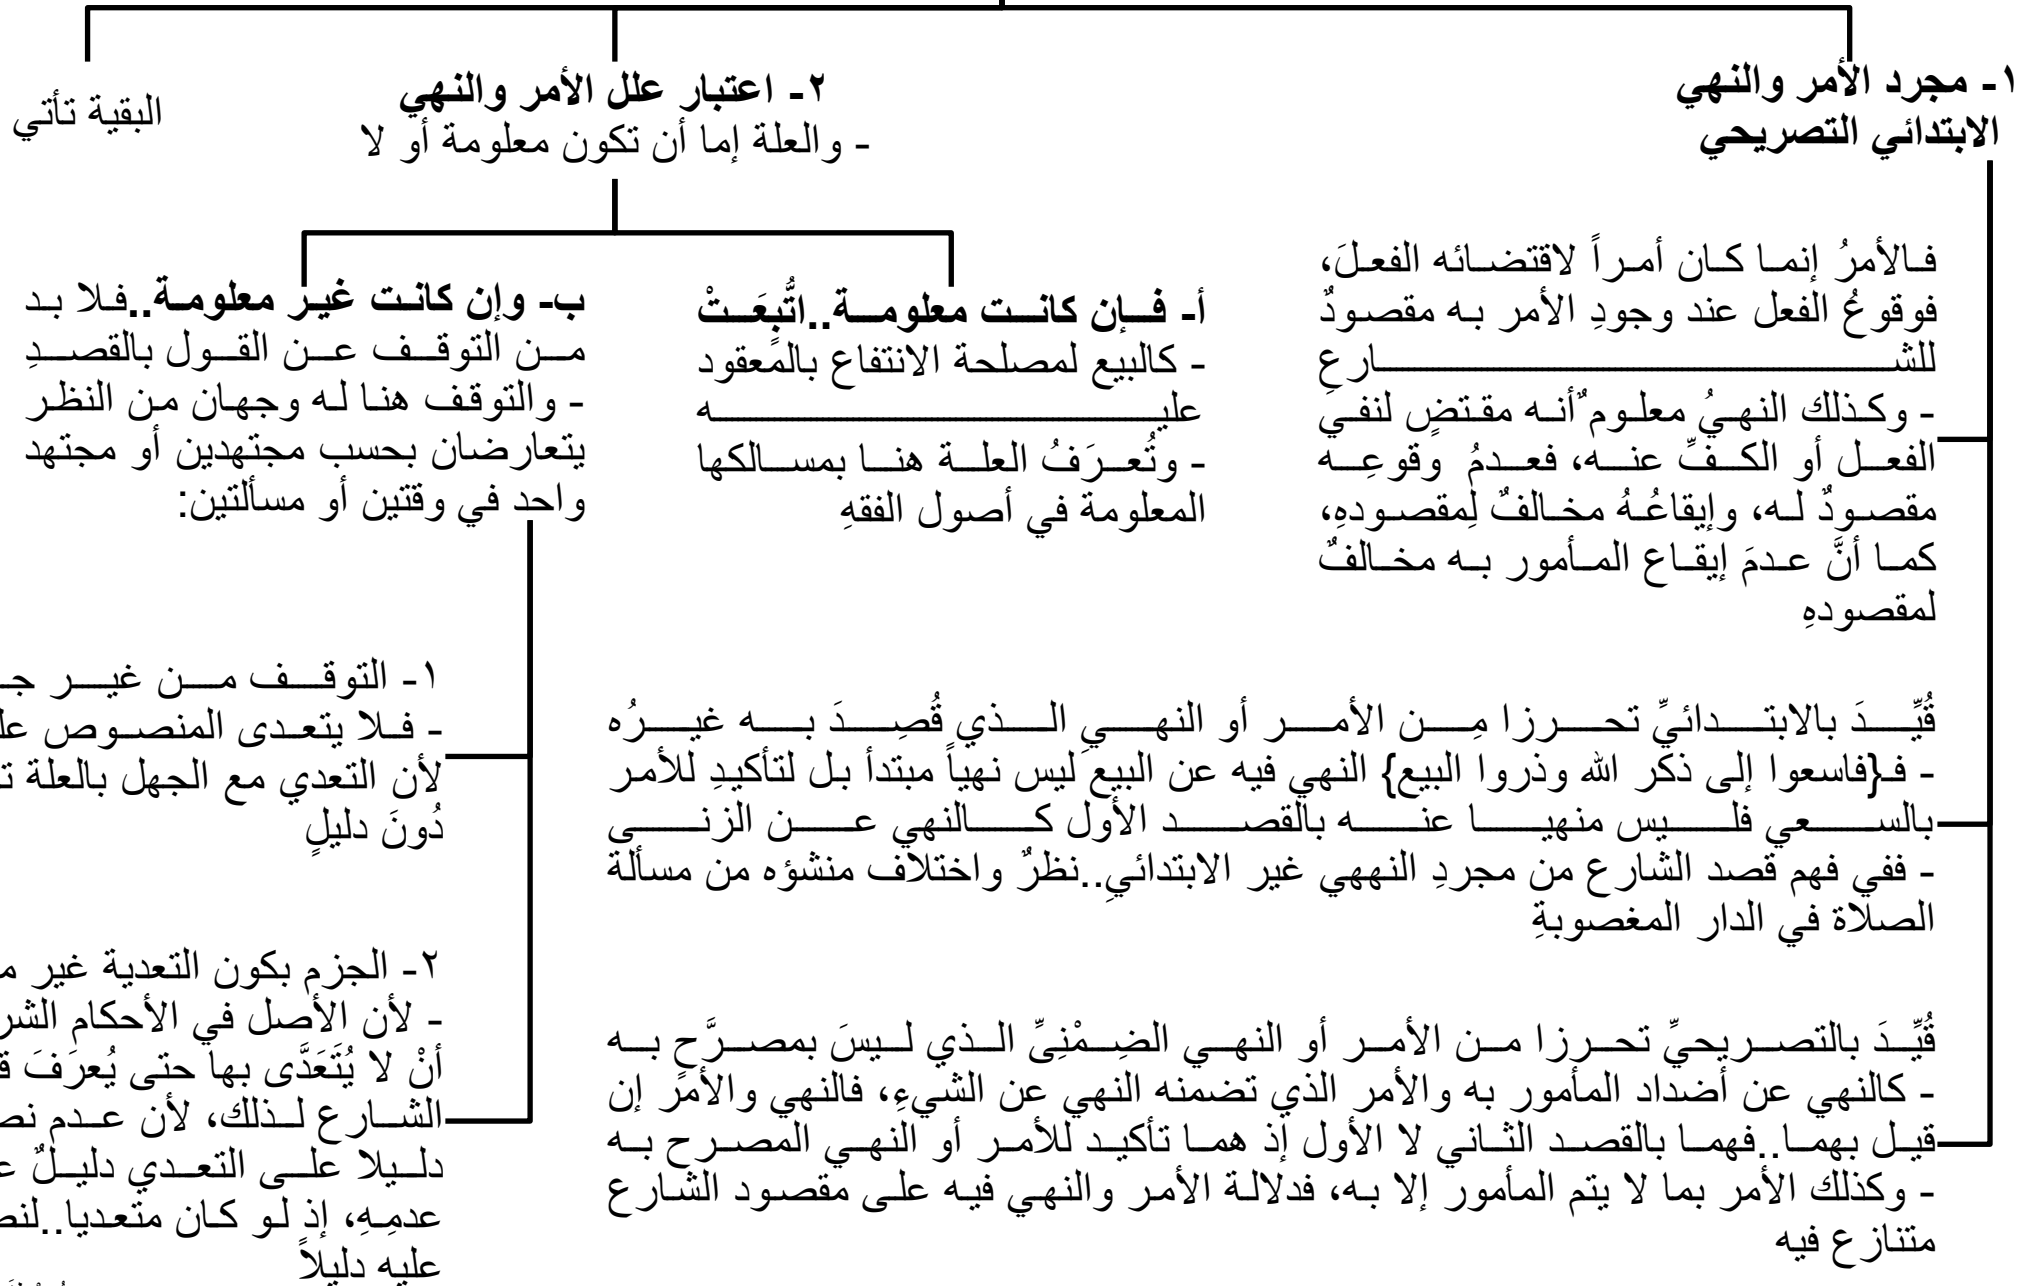 ١- مجرد الأمر والنهي
الابتدائي التصريحي
فالأمرُ إنما كان أمراً لاقتضائه الفعلَ،
فوقوعُ الفعل عند وجودِ الأمر به مقصودٌ
للشارعِ
- وكذلك النهيُ معلومٌ أنه مقتضٍ لنفي
الفعل أو الكفِّ عنه، فعدمُ وقوعِه
مقصودٌ له، وإيقاعُهُ مخالفٌ لِمقصودهِ،
كما أنَّ عدمَ إيقاع المأمور به مخالفٌ
لمقصودهِ
قُيِّدَ بالابتدائيِّ تحرزا مِن الأمر أو النهي الذي قُصِدَ به غيرُه
- فـ{فاسعوا إلى ذكر الله وذروا البيع} النهي فيه عن البيع ليس نهياً مبتدأ بل لتأكيدِ للأمر
بالسعي فليس منهيا عنه بالقصد الأول كالنهي عن الزنى
- ففي فهم قصد الشارع من مجردِ النههي غير الابتدائيِ..نظرٌ واختلاف منشؤه من مسألة
الصلاة في الدار المغصوبةِ
قُيِّدَ بالتصريحيِّ تحرزا من الأمر أو النهي الضِمْنِىِّ الذي ليسَ بمصرَّحٍ به
- كالنهي عن أضداد المأمور به والأمر الذي تضمنه النهي عن الشيءِ، فالنهي والأمر إن
قيل بهما..فهما بالقصد الثاني لا الأول إذ هما تأكيد للأمر أو النهي المصرح به
- وكذلك الأمر بما لا يتم المأمور إلا به، فدلالة الأمر والنهي فيه على مقصود الشارع
متنازع فيه
٢- اعتبار علل الأمر والنهي
- والعلة إما أن تكون معلومة أو لا
أ- فإن كانت معلومة..اتُّبِعَتْ
- كالبيع لمصلحة الانتفاع بالمعقود
عليه
- وتُعرَفُ العلة هنا بمسالكها
المعلومة في أصول الفقهِ
ب- وإن كانت غير معلومة..فلا بد
من التوقف عن القول بالقصدِ
- والتوقف هنا له وجهان من النظر
يتعارضان بحسب مجتهدين أو مجتهد
واحد في وقتين أو مسألتين:
١- التوقف من غير
- فلا يتعدى المنصوص
لأن التعدي مع الجهل بالعلة
دُونَ دليلٍ
٢- الجزم بكون التعدية غير
- لأن الأصل في الأحكام
أنْ لا يُتَعَدَّى بها حتى يُعرَفَ
الشارع لذلك، لأن عدم
دليلا على التعدي دليلٌ
عدمِهِ، إذ لو كان متعديا..
عليه دليلاً
البقية تأتي